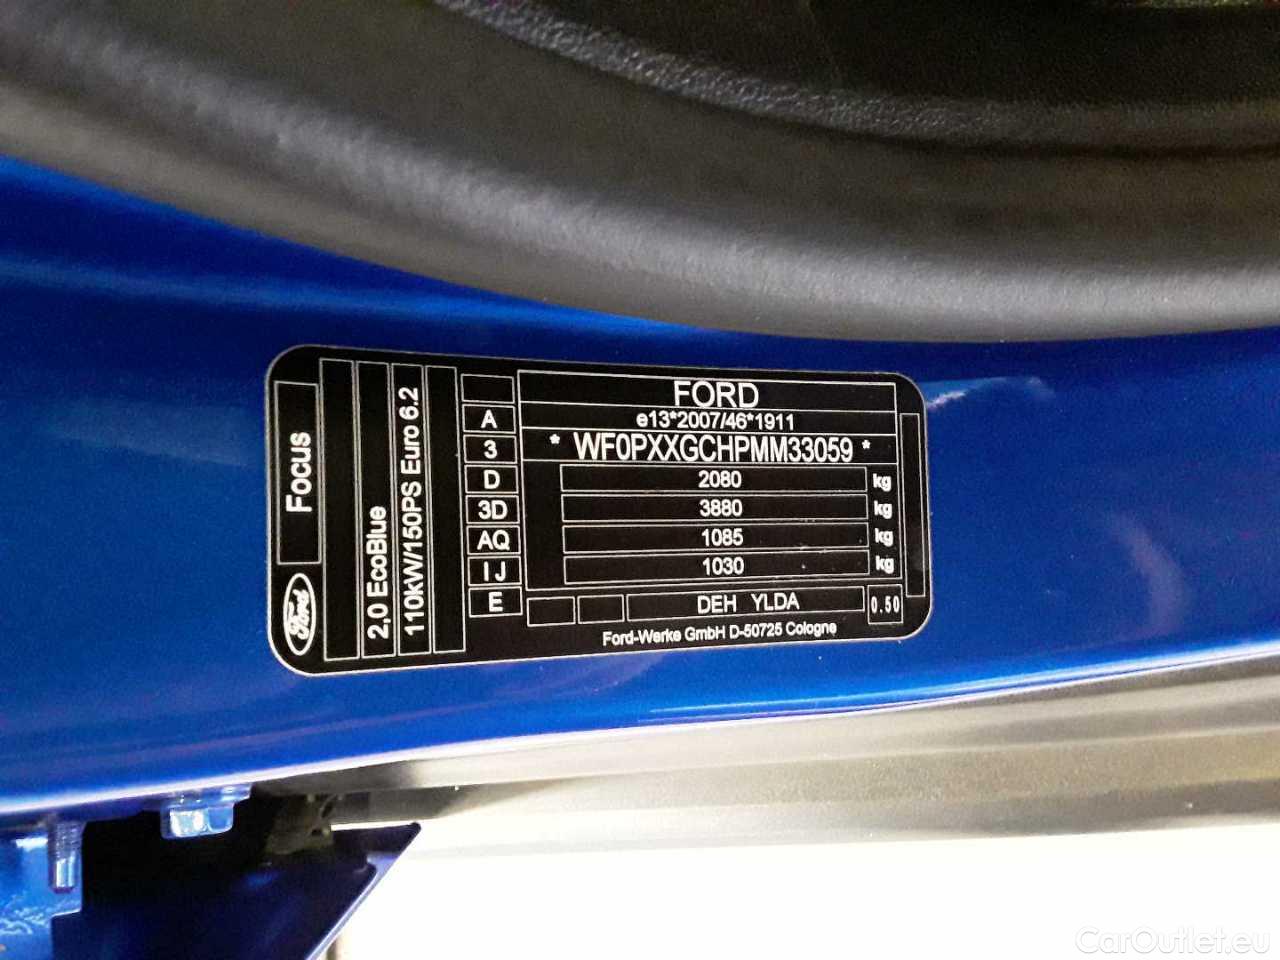 FORD
e13*2007/46*1911
* WF0PXXGCHPMM33059 *
2080 kg
3880 kg
1085 kg
1030 kg
A
3
D
3D
AQ
IJ
E
DEH YLDA 0.50
Ford-Werke GmbH D-50725 Cologne
Focus
Ford
2,0 EcoBlue
110kW/150PS Euro 6.2
CarOutlet.eu